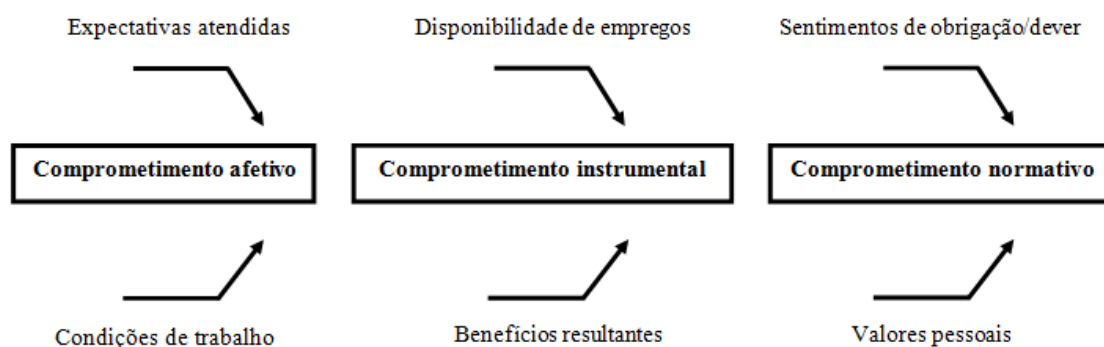 Expectativas atendidas
Disponibilidade de empregos
Sentimentos de obrigação/dever
Comprometimento afetivo
Comprometimento instrumental
Comprometimento normativo
Condições de trabalho
Benefícios resultantes
Valores pessoais